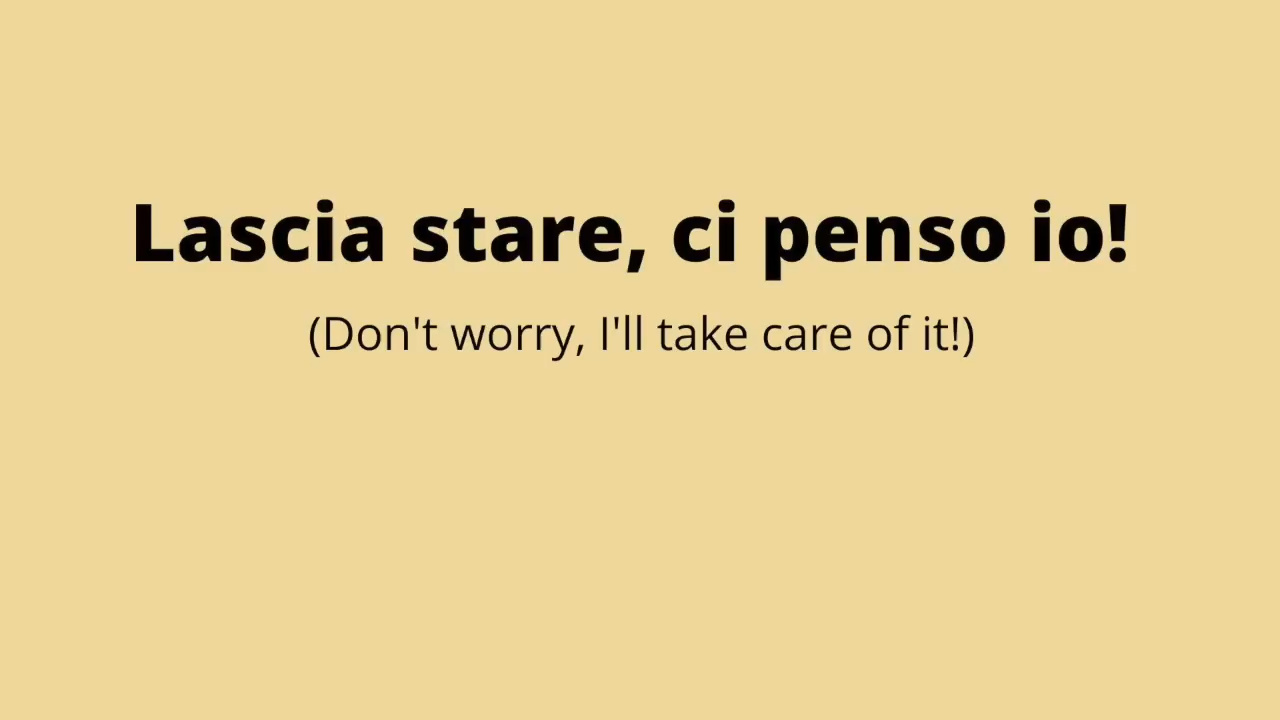 Lascia stare, ci penso io!
(Don't worry, I'll take care of it!)